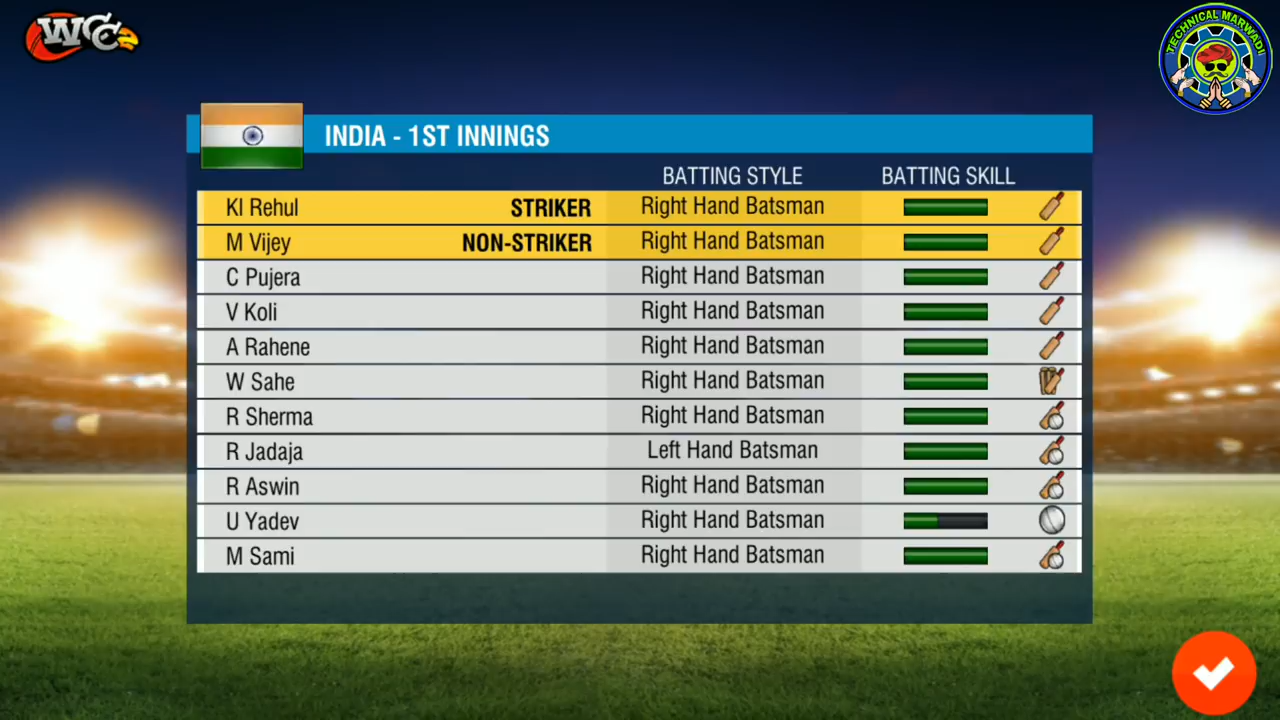 WCC
TECHNICAL MARWADI
INDIA - 1ST INNINGS
BATTING STYLE BATTING SKILL
Kl Rehul STRIKER Right Hand Batsman
M Vijey NON-STRIKER Right Hand Batsman
C Pujera Right Hand Batsman
V Koli Right Hand Batsman
A Rahene Right Hand Batsman
W Sahe Right Hand Batsman
R Sherma Right Hand Batsman
R Jadaja Left Hand Batsman
R Aswin Right Hand Batsman
U Yadev Right Hand Batsman
M Sami Right Hand Batsman